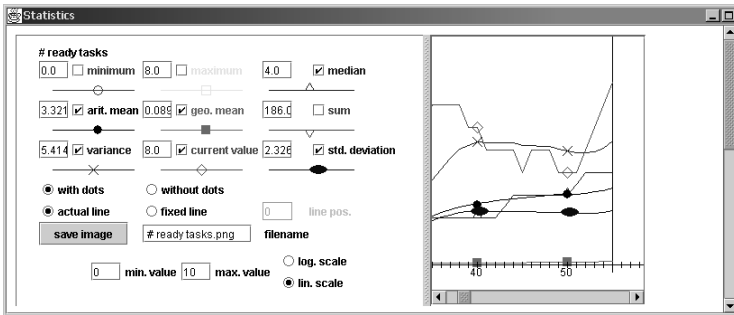 Statistics
# ready tasks
0.0 minimum 8.0 maximum 4.0 median
3.321 arit. mean 0.089 geo. mean 186.0 sum
5.414 variance 8.0 current value 2.326 std. deviation
with dots without dots
actual line fixed line 0 line pos.
save image # ready tasks.png filename
0 min. value 10 max. value log. scale
lin. scale
40 50